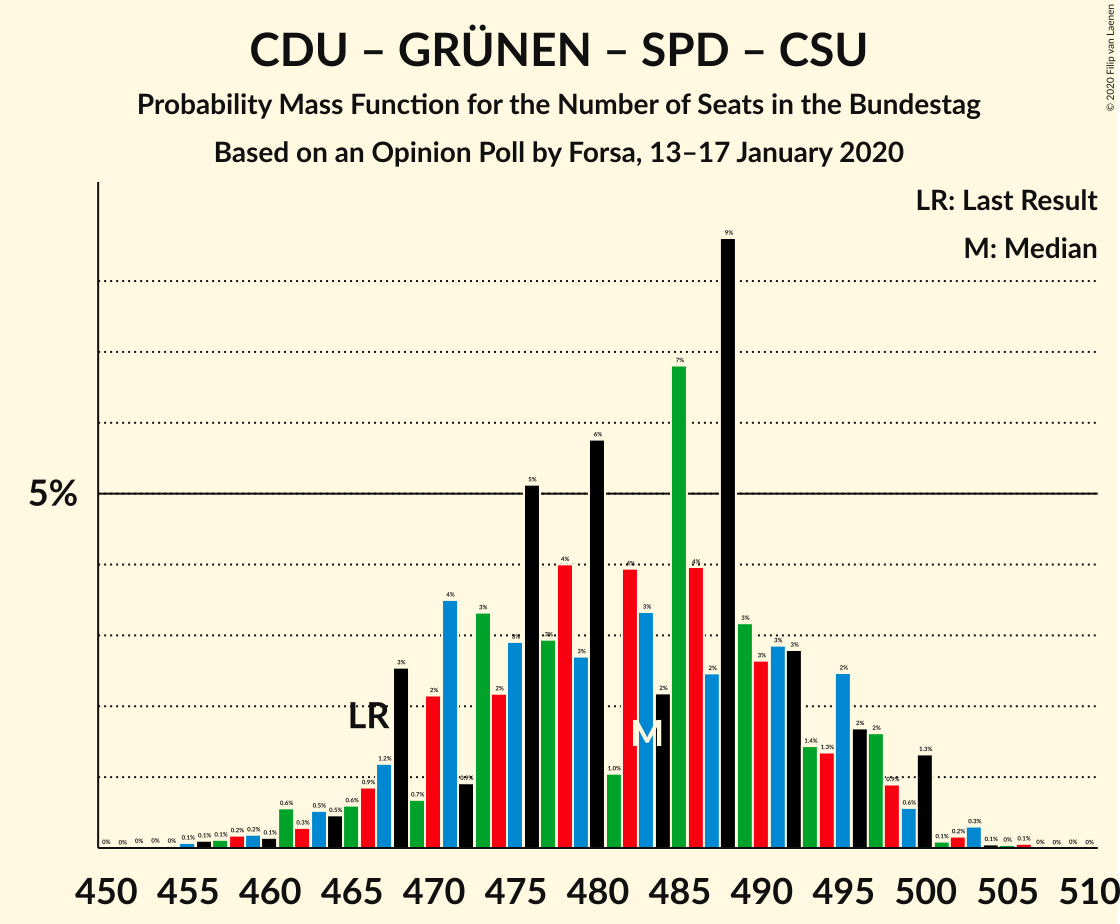 CDU – GRÜNEN – SPD – CSU
Probability Mass Function for the Number of Seats in the Bundestag
Based on an Opinion Poll by Forsa, 13–17 January 2020
© 2020 Filip van Laenen
LR: Last Result
M: Median
5%
LR
M
0% 0% 0% 0% 0% 0.1% 0.1% 0.1% 0.2% 0.2% 0.1% 0.6% 0.3% 0.5% 0.5% 0.6% 0.9% 1.2% 3% 0.7% 2% 4% 0.9% 3% 2% 3% 5% 3% 4% 3% 6% 1.0% 4% 3% 2% 7% 4% 2% 9% 3% 3% 3% 3% 1.4% 1.3% 2% 2% 2% 0.9% 0.6% 1.3% 0.1% 0.2% 0.3% 0.1% 0% 0.1% 0% 0% 0% 0%
450 455 460 465 470 475 480 485 490 495 500 505 510